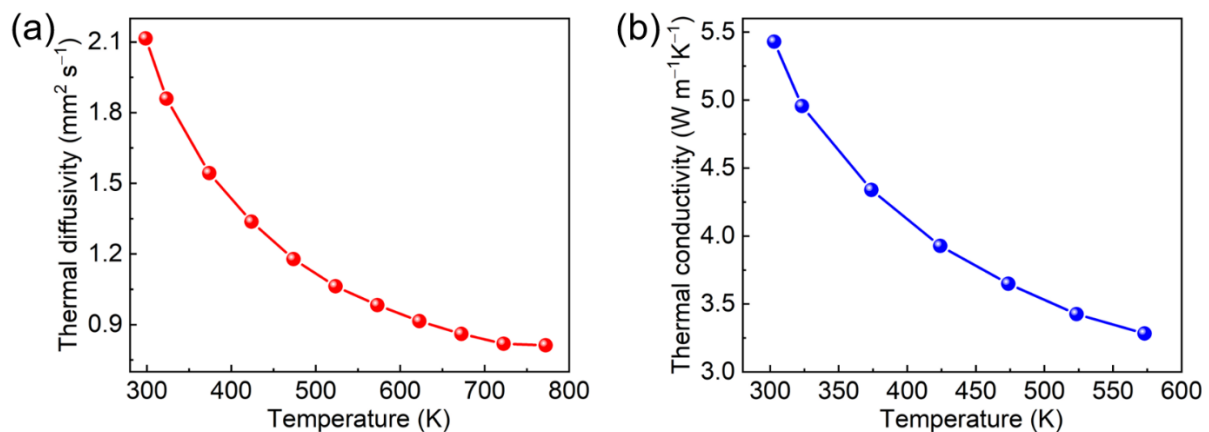 (a)
Thermal diffusivity (mm² s⁻¹)
2.1
1.8
1.5
1.2
0.9
300 400 500 600 700 800
Temperature (K)
(b)
Thermal conductivity (W m⁻¹K⁻¹)
5.5
5.0
4.5
4.0
3.5
3.0
300 350 400 450 500 550 600
Temperature (K)